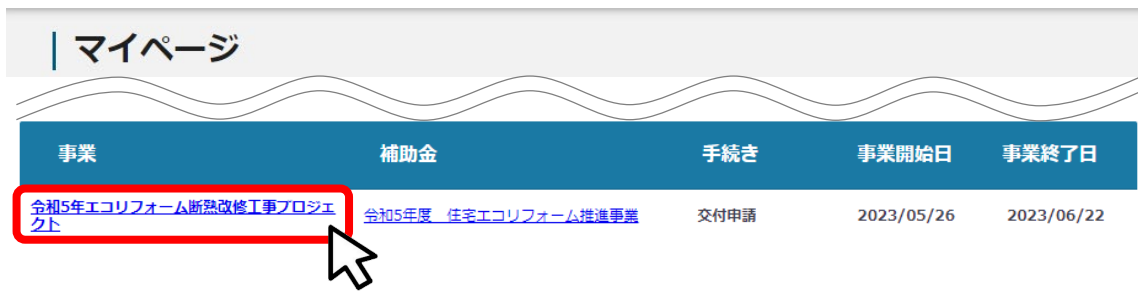 マイページ
事業 補助金 手続き 事業開始日 事業終了日
令和5年エコリフォーム断熱改修工事プロジェ
クト
令和5年度　住宅エコリフォーム推進事業 交付申請 2023/05/26 2023/06/22